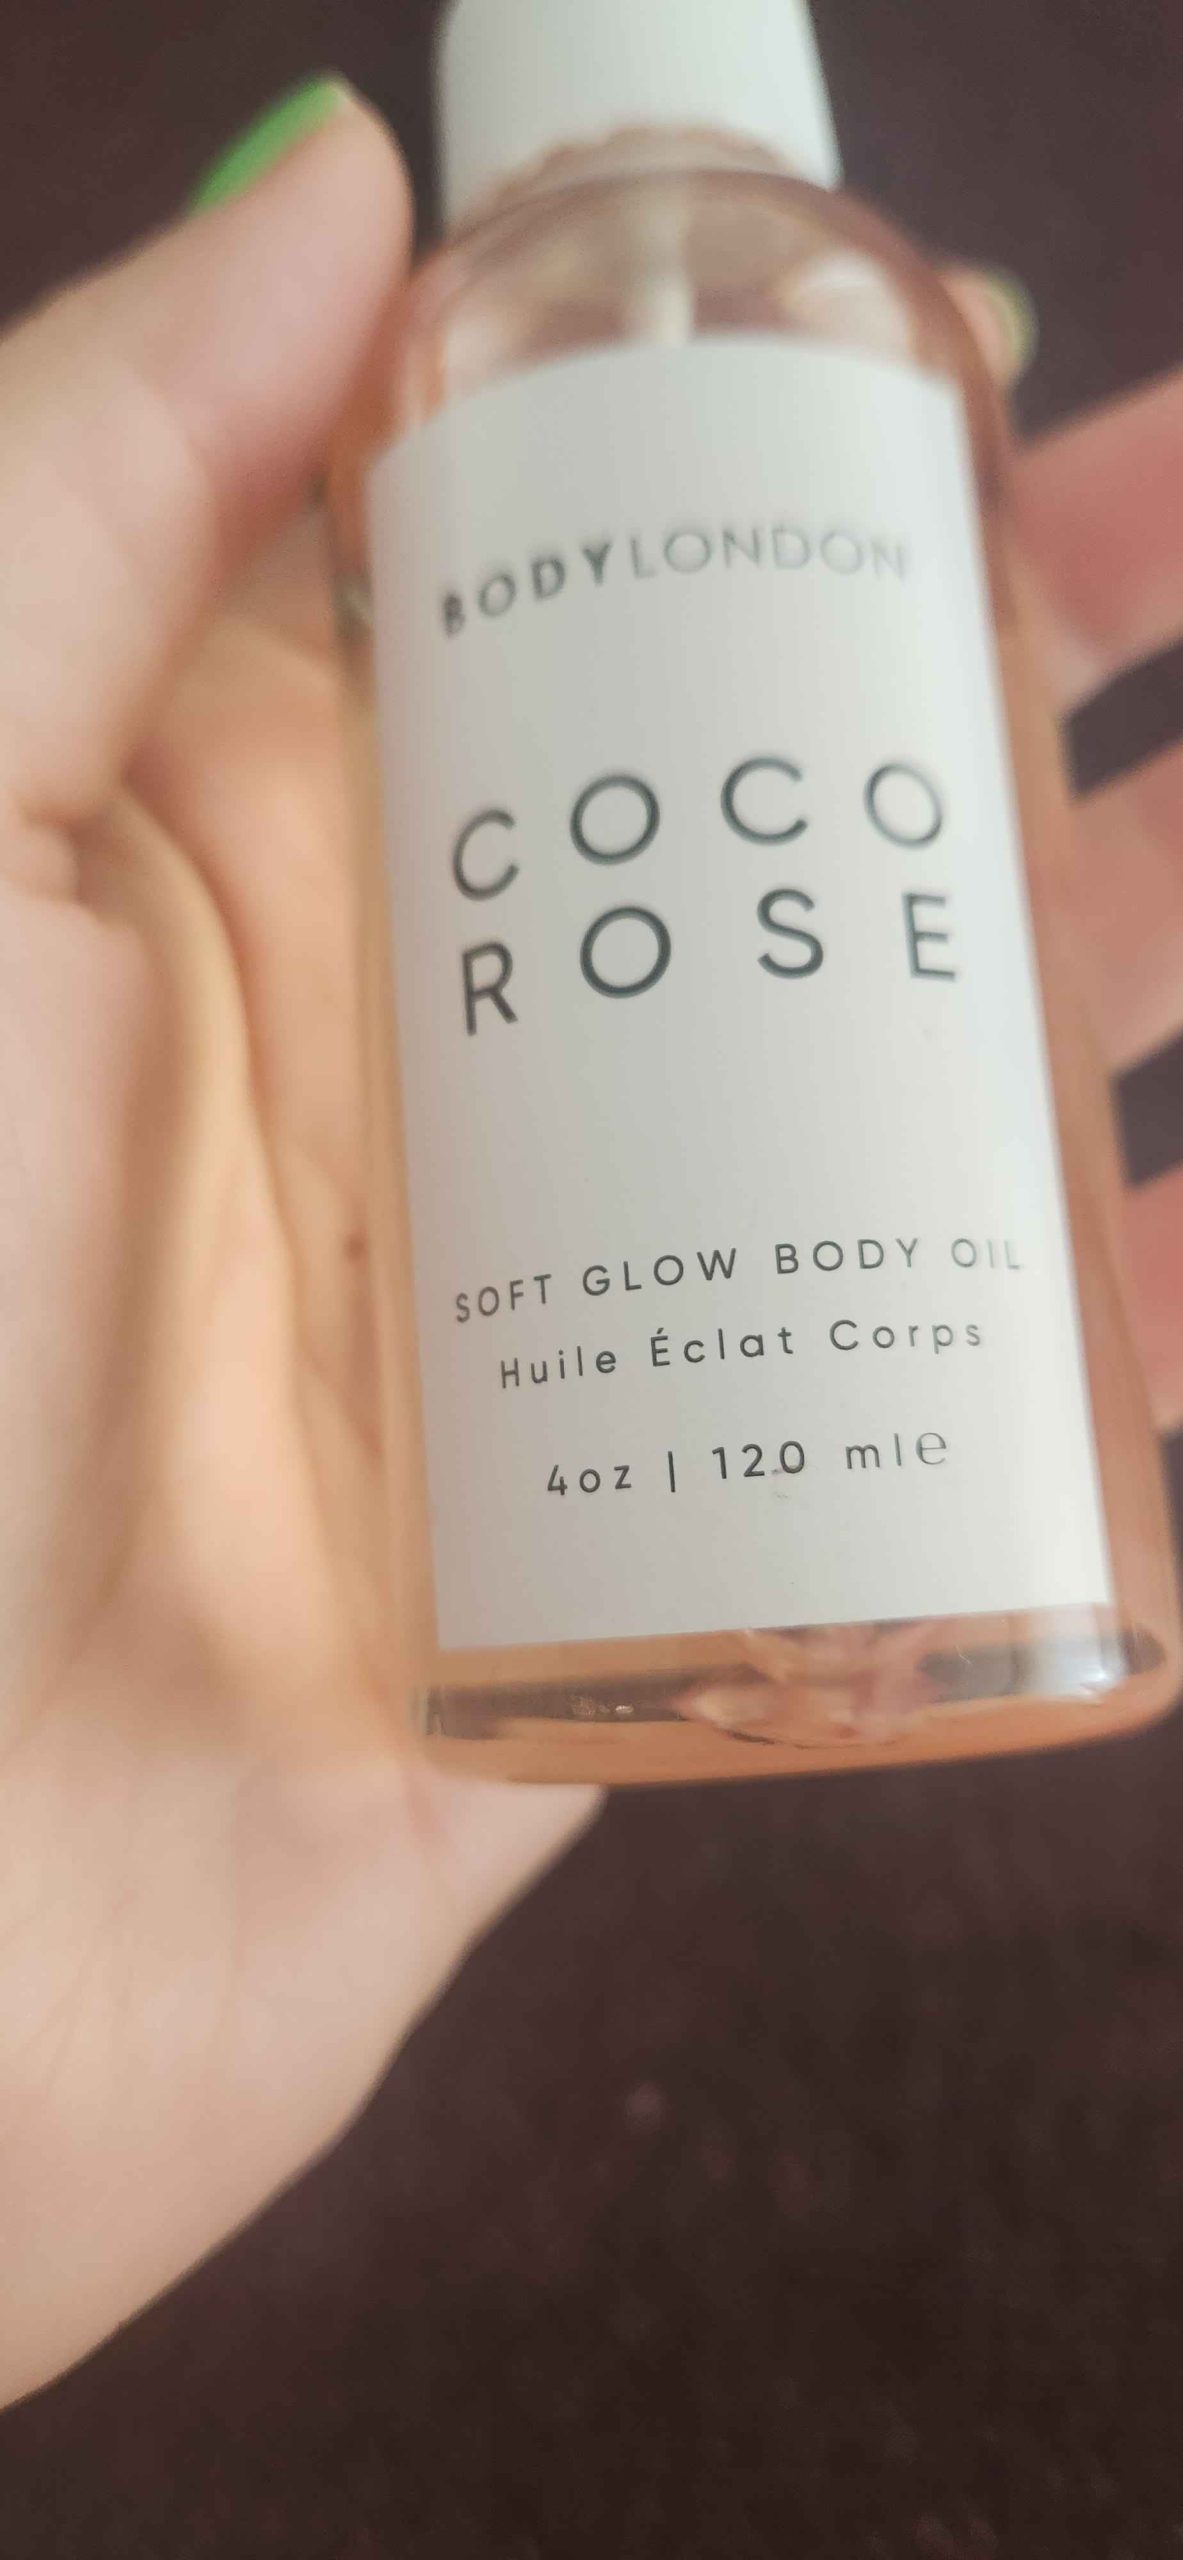 BODYLONDON
COCO
ROSE
SOFT GLOW BODY OIL
Huile Éclat Corps
4oz | 120 ml℮